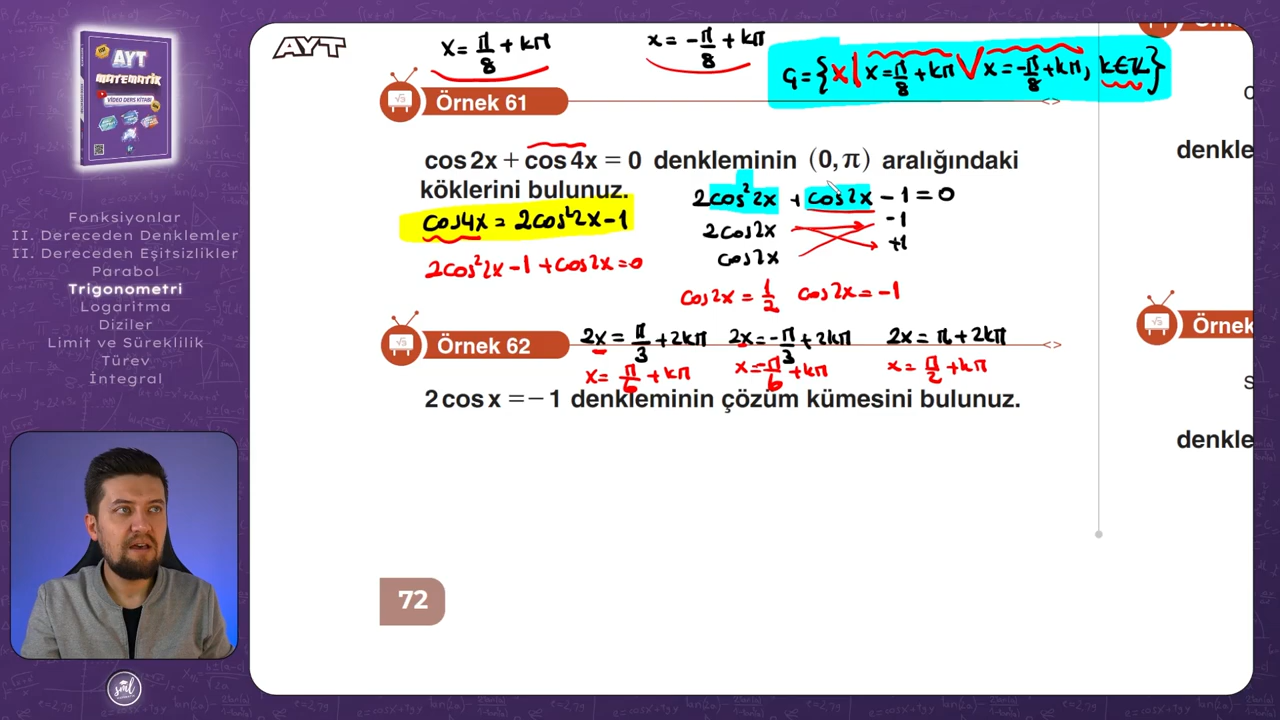 AYT
MATEMATİK
VİDEO DERS KİTABI
Fonksiyonlar
II. Dereceden Denklemler
II. Dereceden Eşitsizlikler
Parabol
Trigonometri
Logaritma
Diziler
Limit ve Süreklilik
Türev
İntegral
sml
AYT
x = π/8 + kπ
x = -π/8 + kπ
Ç = {x | x = π/8 + kπ ∨ x = -π/8 + kπ, k ∈ ℤ}
√5 Örnek 61
cos 2x + cos 4x = 0 denkleminin (0, π) aralığındaki
köklerini bulunuz.
cos4x = 2cos²2x - 1
2cos²2x - 1 + cos2x = 0
2cos²2x + cos2x - 1 = 0
2cos2x -1
cos2x +1
cos2x = 1/2 cos2x = -1
√5 Örnek 62
2x = π/3 + 2kπ 2x = -π/3 + 2kπ 2x = π + 2kπ
x = π/6 + kπ x = -π/6 + kπ x = π/2 + kπ
2 cos x = – 1 denkleminin çözüm kümesini bulunuz.
72
denkle
√5 Örnek
denkle